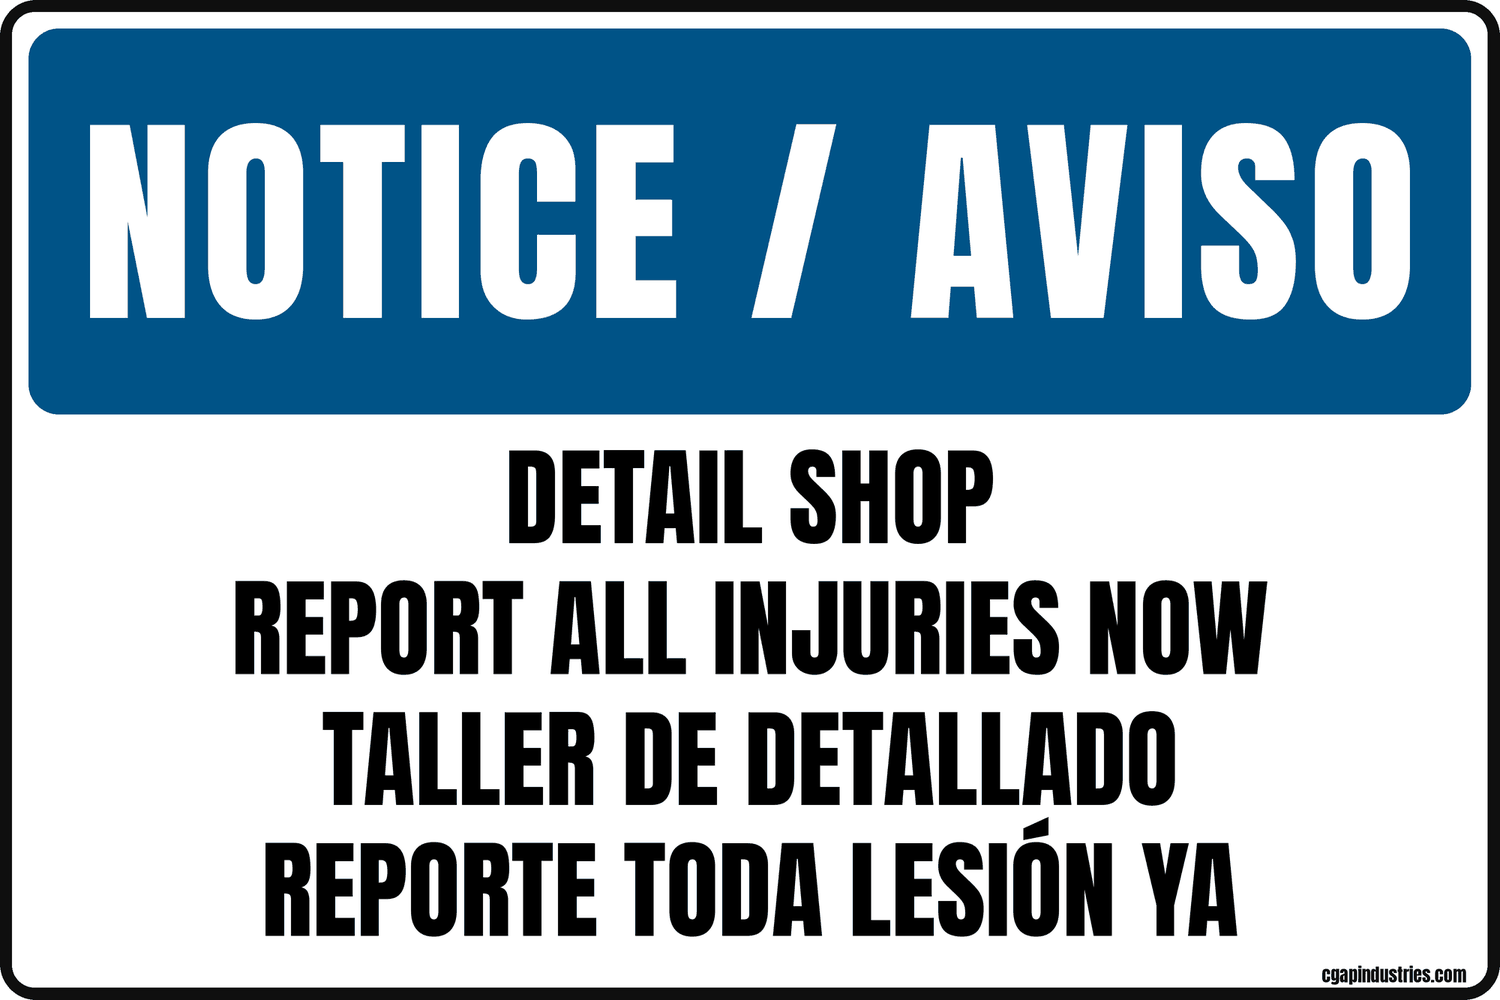 NOTICE / AVISO
DETAIL SHOP
REPORT ALL INJURIES NOW
TALLER DE DETALLADO
REPORTE TODA LESIÓN YA
cgapindustries.com